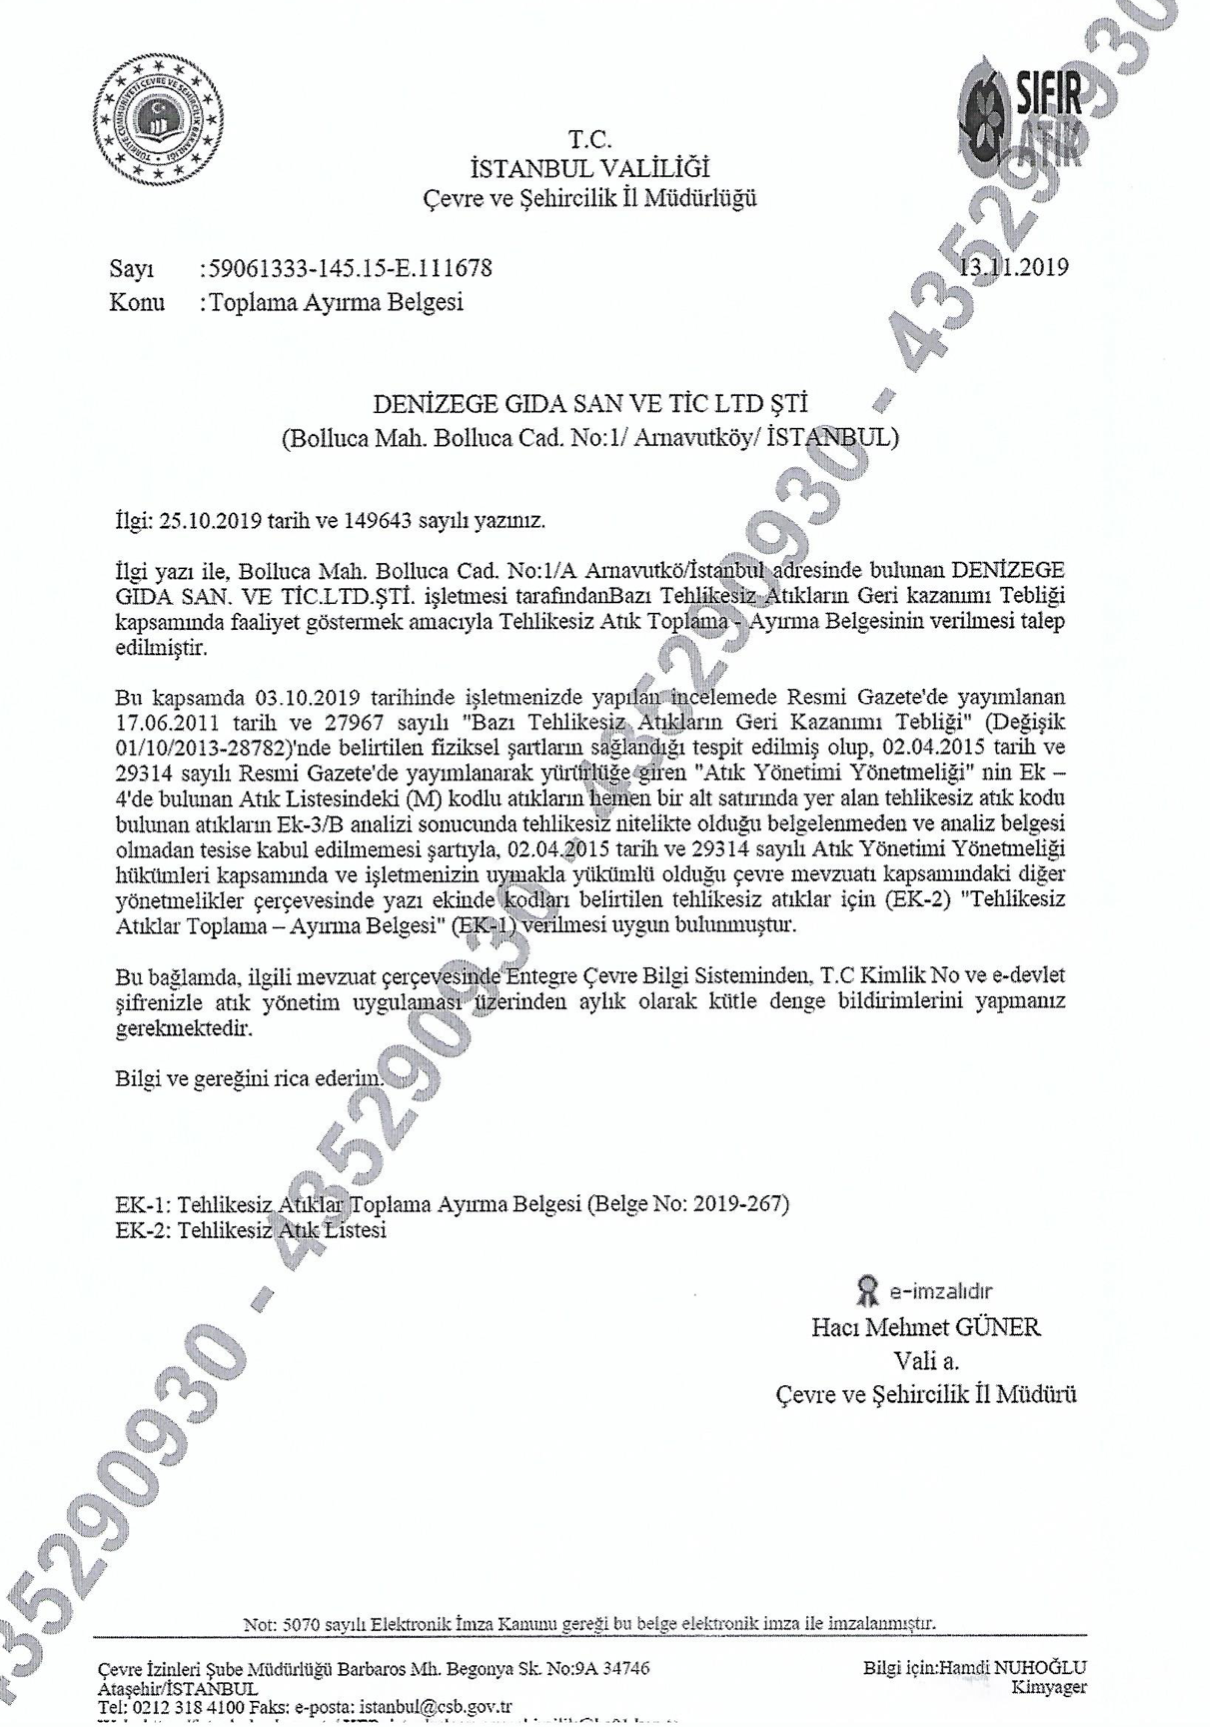 TÜRKİYE CUMHURİYETİ ÇEVRE VE ŞEHİRCİLİK BAKANLIĞI
SIFIR
ATIK
T.C.
İSTANBUL VALİLİĞİ
Çevre ve Şehircilik İl Müdürlüğü
Sayı :59061333-145.15-E.111678
13.11.2019
Konu :Toplama Ayırma Belgesi
DENİZEGE GIDA SAN VE TİC LTD ŞTİ
(Bolluca Mah. Bolluca Cad. No:1/ Arnavutköy/ İSTANBUL)
İlgi: 25.10.2019 tarih ve 149643 sayılı yazınız.
İlgi yazı ile, Bolluca Mah. Bolluca Cad. No:1/A Arnavutkö/İstanbul adresinde bulunan DENİZEGE
GIDA SAN. VE TİC.LTD.ŞTİ. işletmesi tarafındanBazı Tehlikesiz Atıkların Geri kazanımı Tebliği
kapsamında faaliyet göstermek amacıyla Tehlikesiz Atık Toplama - Ayırma Belgesinin verilmesi talep
edilmiştir.
Bu kapsamda 03.10.2019 tarihinde işletmenizde yapılan incelemede Resmi Gazete'de yayımlanan
17.06.2011 tarih ve 27967 sayılı "Bazı Tehlikesiz Atıkların Geri Kazanımı Tebliği" (Değişik
01/10/2013-28782)'nde belirtilen fiziksel şartların sağlandığı tespit edilmiş olup, 02.04.2015 tarih ve
29314 sayılı Resmi Gazete'de yayımlanarak yürürlüğe giren "Atık Yönetimi Yönetmeliği" nin Ek –
4'de bulunan Atık Listesindeki (M) kodlu atıkların hemen bir alt satırında yer alan tehlikesiz atık kodu
bulunan atıkların Ek-3/B analizi sonucunda tehlikesiz nitelikte olduğu belgelenmeden ve analiz belgesi
olmadan tesise kabul edilmemesi şartıyla, 02.04.2015 tarih ve 29314 sayılı Atık Yönetimi Yönetmeliği
hükümleri kapsamında ve işletmenizin uymakla yükümlü olduğu çevre mevzuatı kapsamındaki diğer
yönetmelikler çerçevesinde yazı ekinde kodları belirtilen tehlikesiz atıklar için (EK-2) "Tehlikesiz
Atıklar Toplama – Ayırma Belgesi" (EK-1) verilmesi uygun bulunmuştur.
Bu bağlamda, ilgili mevzuat çerçevesinde Entegre Çevre Bilgi Sisteminden, T.C Kimlik No ve e-devlet
şifrenizle atık yönetim uygulaması üzerinden aylık olarak kütle denge bildirimlerini yapmanız
gerekmektedir.
Bilgi ve gereğini rica ederim.
EK-1: Tehlikesiz Atıklar Toplama Ayırma Belgesi (Belge No: 2019-267)
EK-2: Tehlikesiz Atık Listesi
e-imzalıdır
Hacı Mehmet GÜNER
Vali a.
Çevre ve Şehircilik İl Müdürü
435290930 - 435290930 - 435290930 - 435290930
Not: 5070 sayılı Elektronik İmza Kanunu gereği bu belge elektronik imza ile imzalanmıştır.
Çevre İzinleri Şube Müdürlüğü Barbaros Mh. Begonya Sk. No:9A 34746
Ataşehir/İSTANBUL
Tel: 0212 318 4100 Faks: e-posta: istanbul@csb.gov.tr
Bilgi için:Hamdi NUHOĞLU
Kimyager